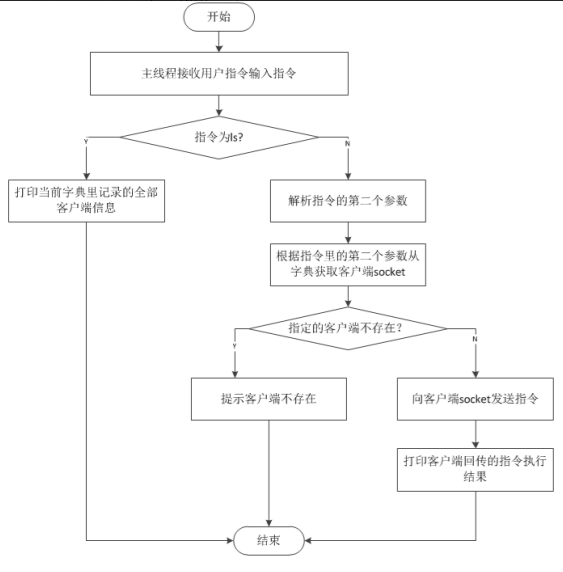 开始
主线程接收用户指令输入指令
指令为ls?
Y
N
打印当前字典里记录的全部
客户端信息
解析指令的第二个参数
根据指令里的第二个参数从
字典获取客户端socket
指定的客户端不存在?
Y
N
提示客户端不存在
向客户端socket发送指令
打印客户端回传的指令执行
结果
结束